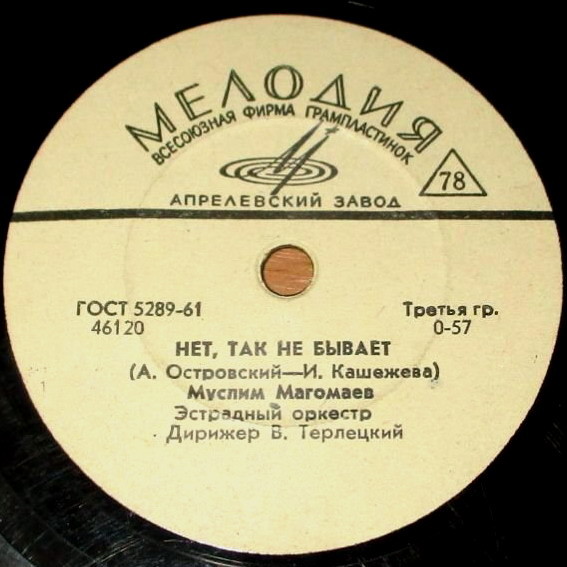 МЕЛОДИЯ
ВСЕСОЮЗНАЯ ФИРМА ГРАМПЛАСТИНОК
78
АПРЕЛЕВСКИЙ ЗАВОД
ГОСТ 5289-61 Третья гр.
46120 0-57
НЕТ, ТАК НЕ БЫВАЕТ
(А. Островский—И. Кашежева)
Муслим Магомаев
Эстрадный оркестр
Дирижер В. Терлецкий